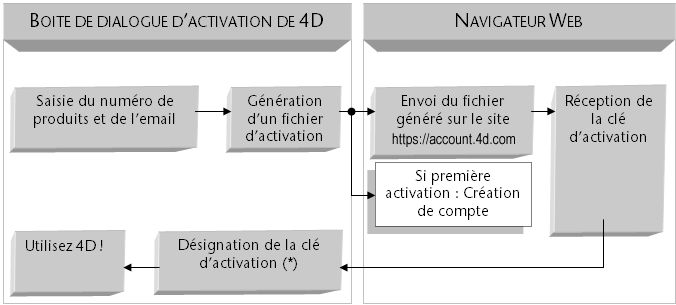 BOITE DE DIALOGUE D'ACTIVATION DE 4D
NAVIGATEUR WEB
Saisie du numéro de
produits et de l'email
Génération
d'un fichier
d'activation
Envoi du fichier
généré sur le site
https://account.4d.com
Réception de
la clé
d'activation
Si première
activation : Création
de compte
Utilisez 4D !
Désignation de la clé
d'activation (*)